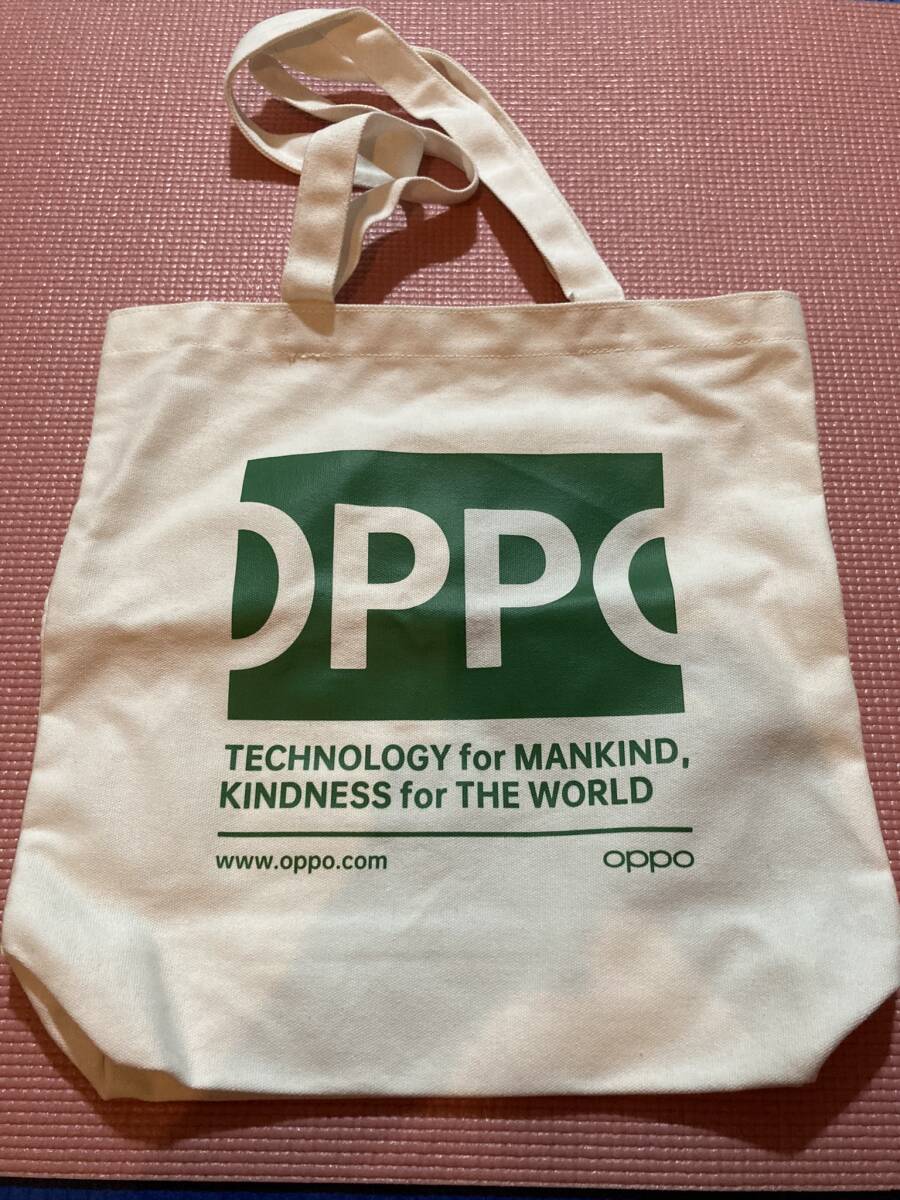 OPPO
TECHNOLOGY for MANKIND,
KINDNESS for THE WORLD
www.oppo.com
oppo